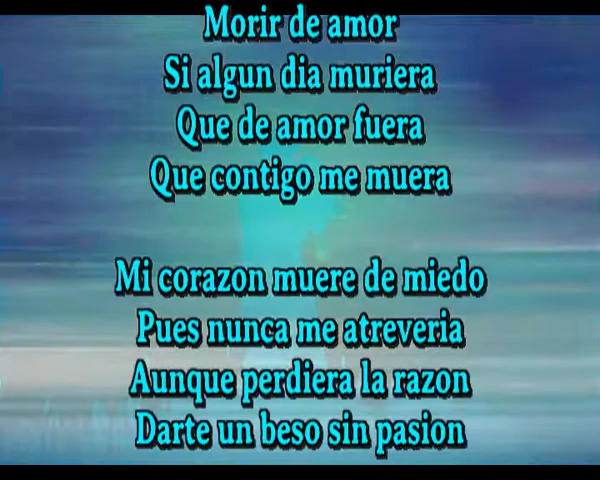 Morir de amor
Si algun dia muriera
Que de amor fuera
Que contigo me muera
Mi corazon muere de miedo
Pues nunca me atreveria
Aunque perdiera la razon
Darte un beso sin pasion